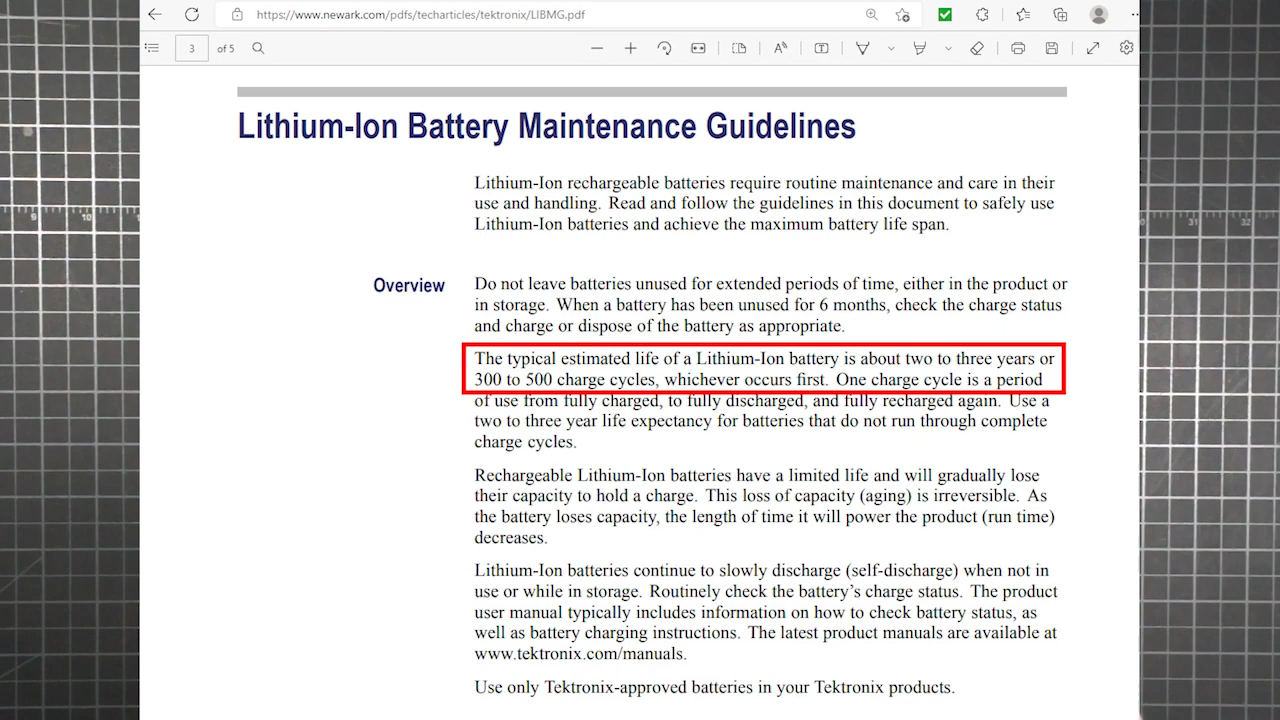 https://www.newark.com/pdfs/techarticles/tektronix/LIBMG.pdf
3 of 5
Lithium-Ion Battery Maintenance Guidelines
Lithium-Ion rechargeable batteries require routine maintenance and care in their
use and handling. Read and follow the guidelines in this document to safely use
Lithium-Ion batteries and achieve the maximum battery life span.
Overview
Do not leave batteries unused for extended periods of time, either in the product or
in storage. When a battery has been unused for 6 months, check the charge status
and charge or dispose of the battery as appropriate.
The typical estimated life of a Lithium-Ion battery is about two to three years or
300 to 500 charge cycles, whichever occurs first. One charge cycle is a period
of use from fully charged, to fully discharged, and fully recharged again. Use a
two to three year life expectancy for batteries that do not run through complete
charge cycles.
Rechargeable Lithium-Ion batteries have a limited life and will gradually lose
their capacity to hold a charge. This loss of capacity (aging) is irreversible. As
the battery loses capacity, the length of time it will power the product (run time)
decreases.
Lithium-Ion batteries continue to slowly discharge (self-discharge) when not in
use or while in storage. Routinely check the battery's charge status. The product
user manual typically includes information on how to check battery status, as
well as battery charging instructions. The latest product manuals are available at
www.tektronix.com/manuals.
Use only Tektronix-approved batteries in your Tektronix products.
9 10
31 32